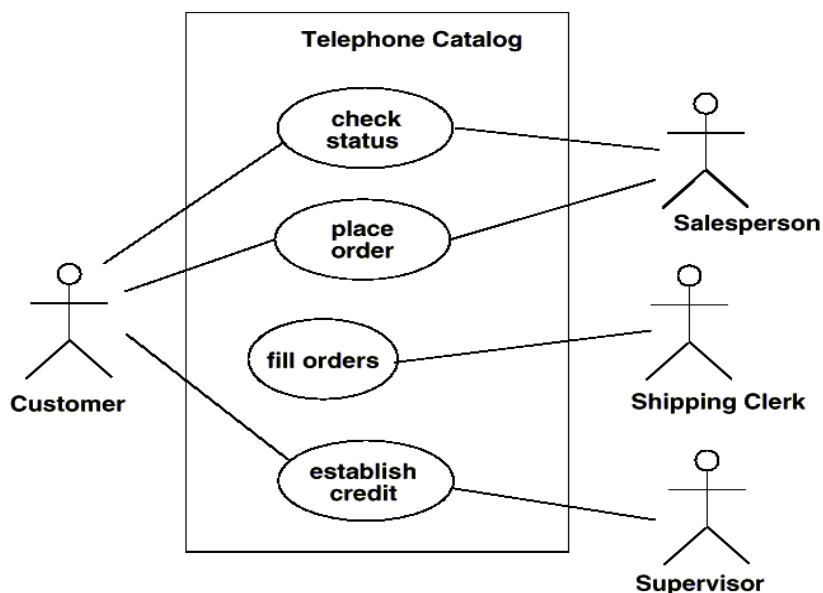 Telephone Catalog
check
status
place
order
Salesperson
fill orders
Customer
Shipping Clerk
establish
credit
Supervisor